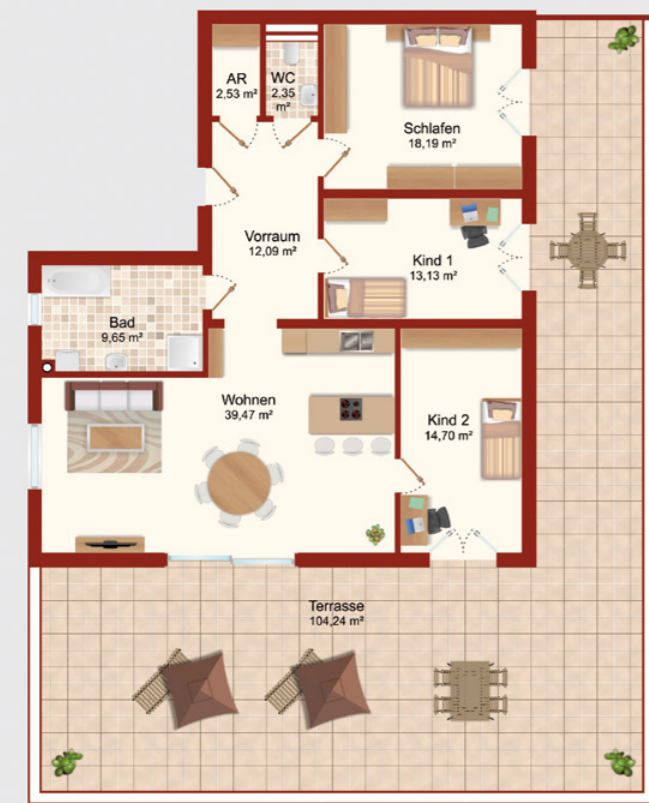 AR
2,53 m²
WC
2,35
m²
Schlafen
18,19 m²
Vorraum
12,09 m²
Kind 1
13,13 m²
Bad
9,65 m²
Wohnen
39,47 m²
Kind 2
14,70 m²
Terrasse
104,24 m²